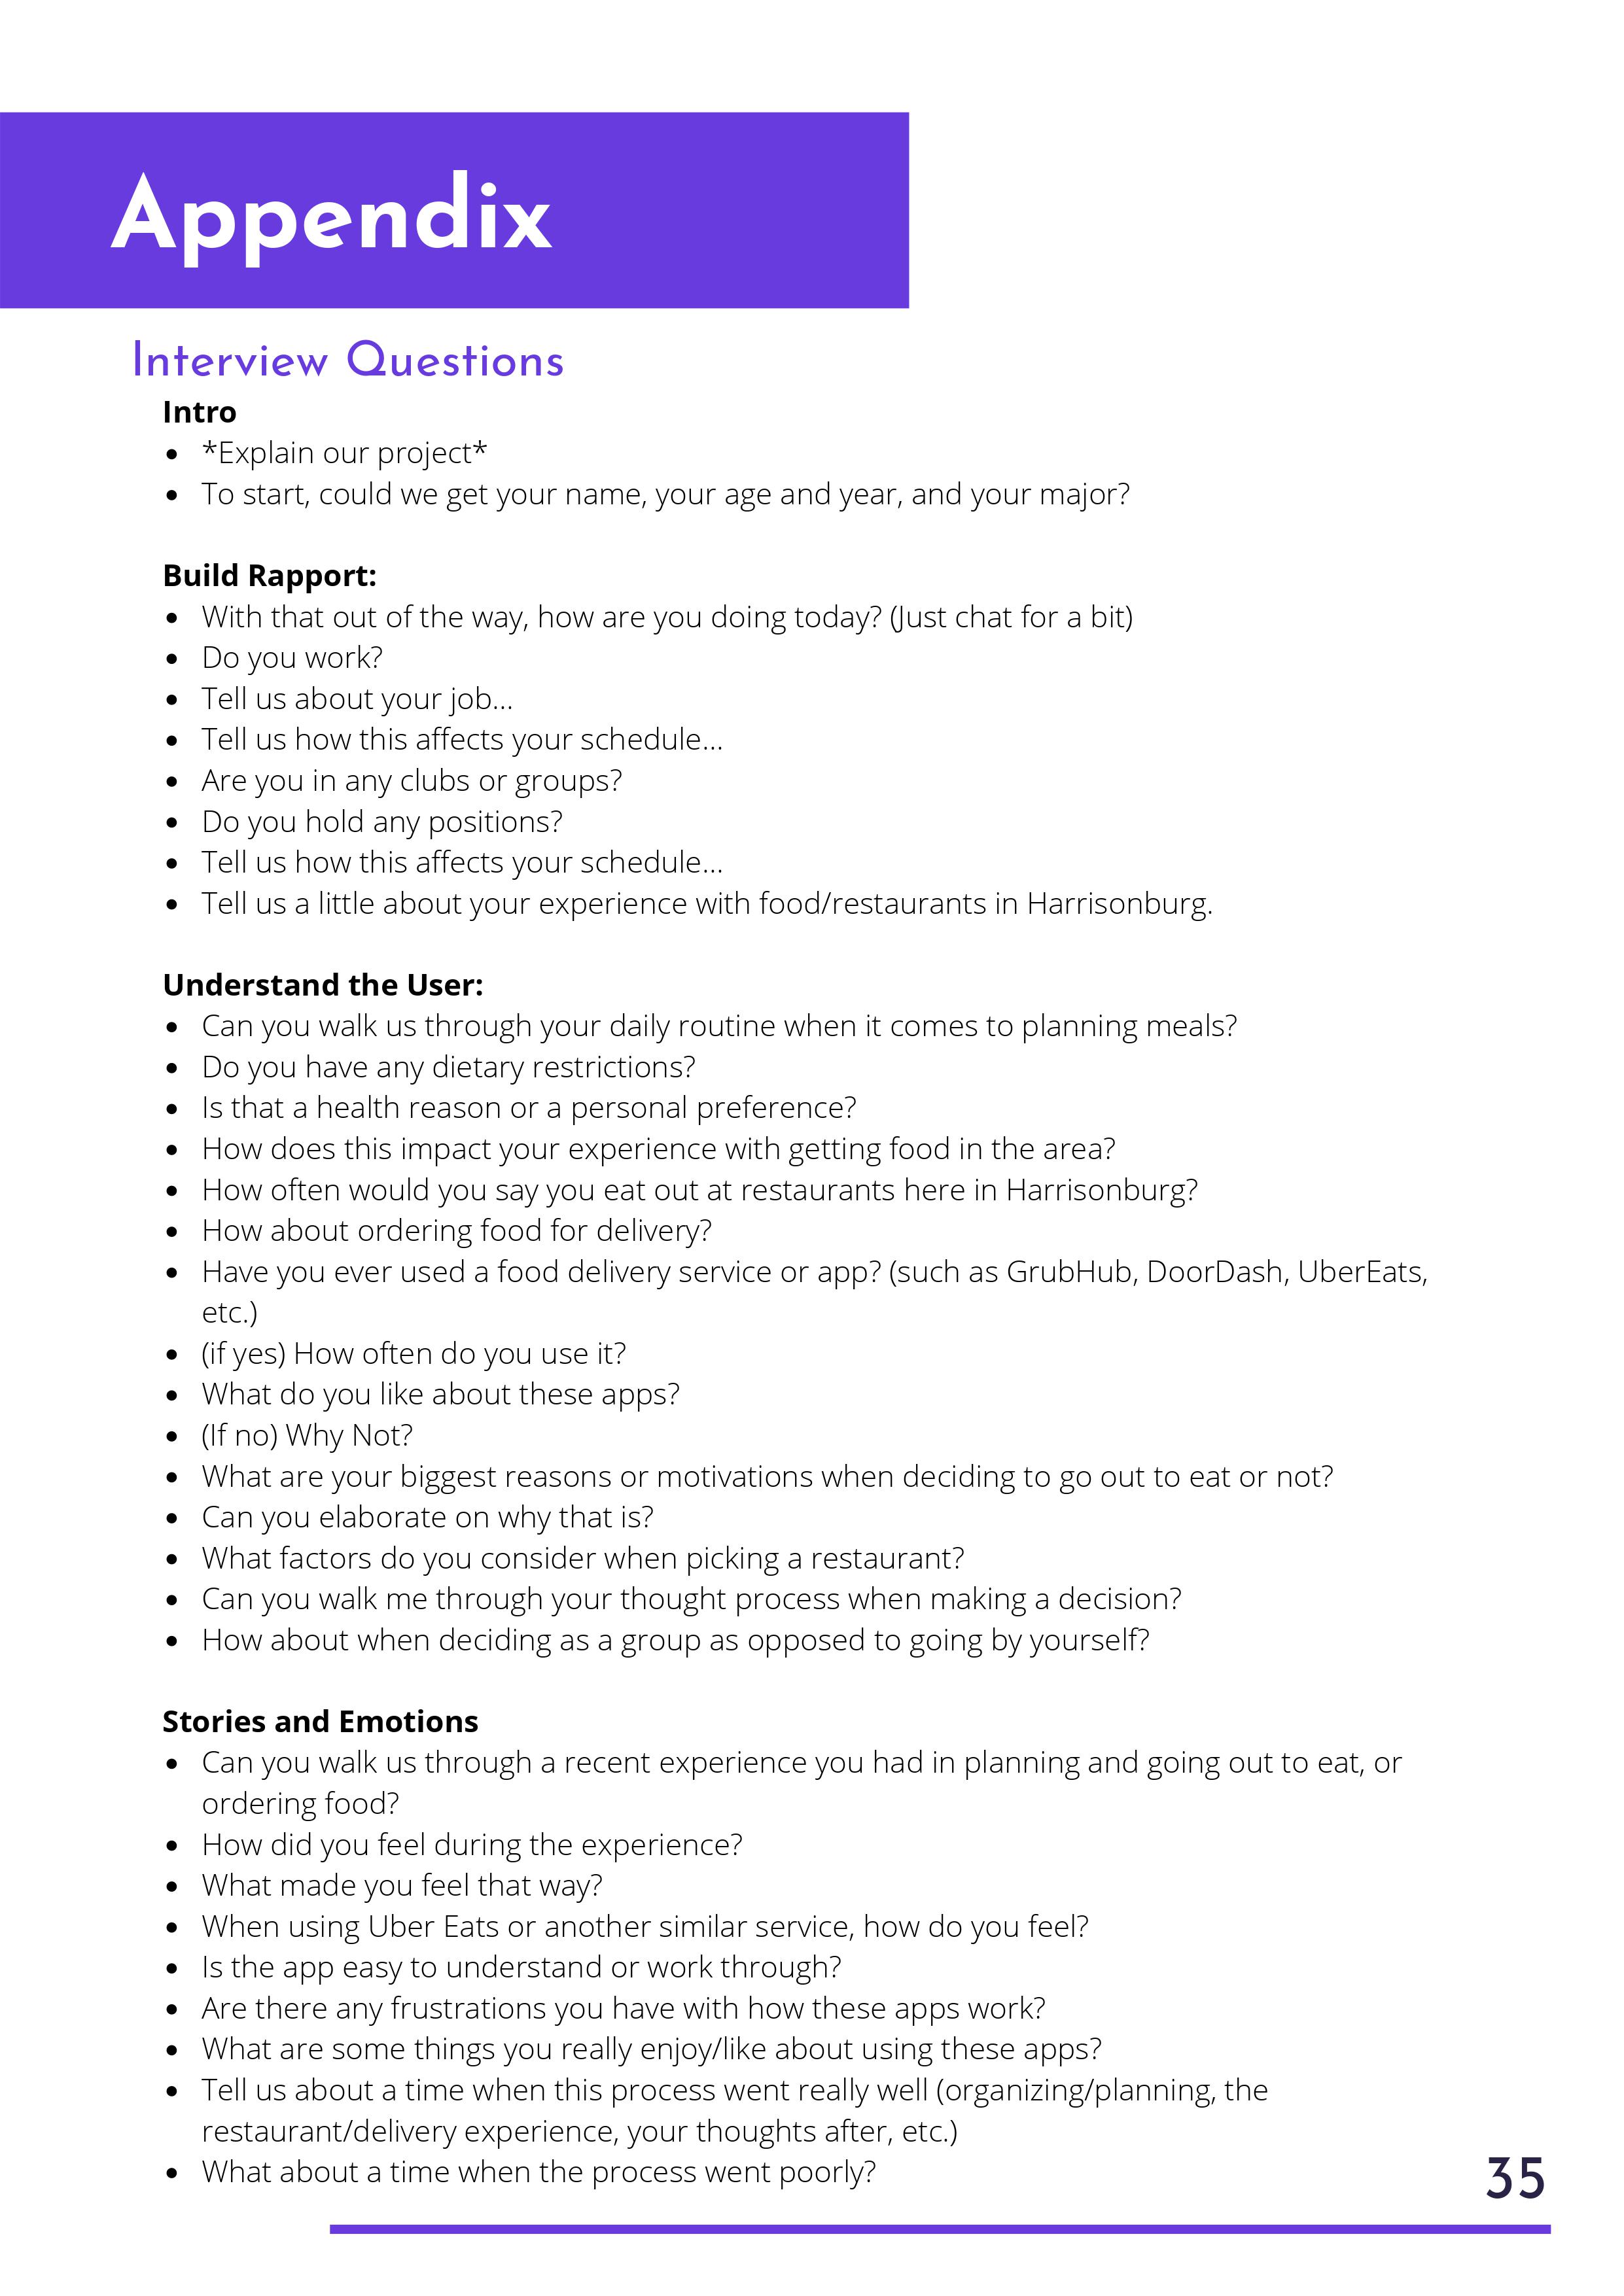 Appendix
Interview Questions
Intro
• *Explain our project*
• To start, could we get your name, your age and year, and your major?
Build Rapport:
• With that out of the way, how are you doing today? (Just chat for a bit)
• Do you work?
• Tell us about your job...
• Tell us how this affects your schedule...
• Are you in any clubs or groups?
• Do you hold any positions?
• Tell us how this affects your schedule...
• Tell us a little about your experience with food/restaurants in Harrisonburg.
Understand the User:
• Can you walk us through your daily routine when it comes to planning meals?
• Do you have any dietary restrictions?
• Is that a health reason or a personal preference?
• How does this impact your experience with getting food in the area?
• How often would you say you eat out at restaurants here in Harrisonburg?
• How about ordering food for delivery?
• Have you ever used a food delivery service or app? (such as GrubHub, DoorDash, UberEats,
etc.)
• (if yes) How often do you use it?
• What do you like about these apps?
• (If no) Why Not?
• What are your biggest reasons or motivations when deciding to go out to eat or not?
• Can you elaborate on why that is?
• What factors do you consider when picking a restaurant?
• Can you walk me through your thought process when making a decision?
• How about when deciding as a group as opposed to going by yourself?
Stories and Emotions
• Can you walk us through a recent experience you had in planning and going out to eat, or
ordering food?
• How did you feel during the experience?
• What made you feel that way?
• When using Uber Eats or another similar service, how do you feel?
• Is the app easy to understand or work through?
• Are there any frustrations you have with how these apps work?
• What are some things you really enjoy/like about using these apps?
• Tell us about a time when this process went really well (organizing/planning, the
restaurant/delivery experience, your thoughts after, etc.)
• What about a time when the process went poorly?
35